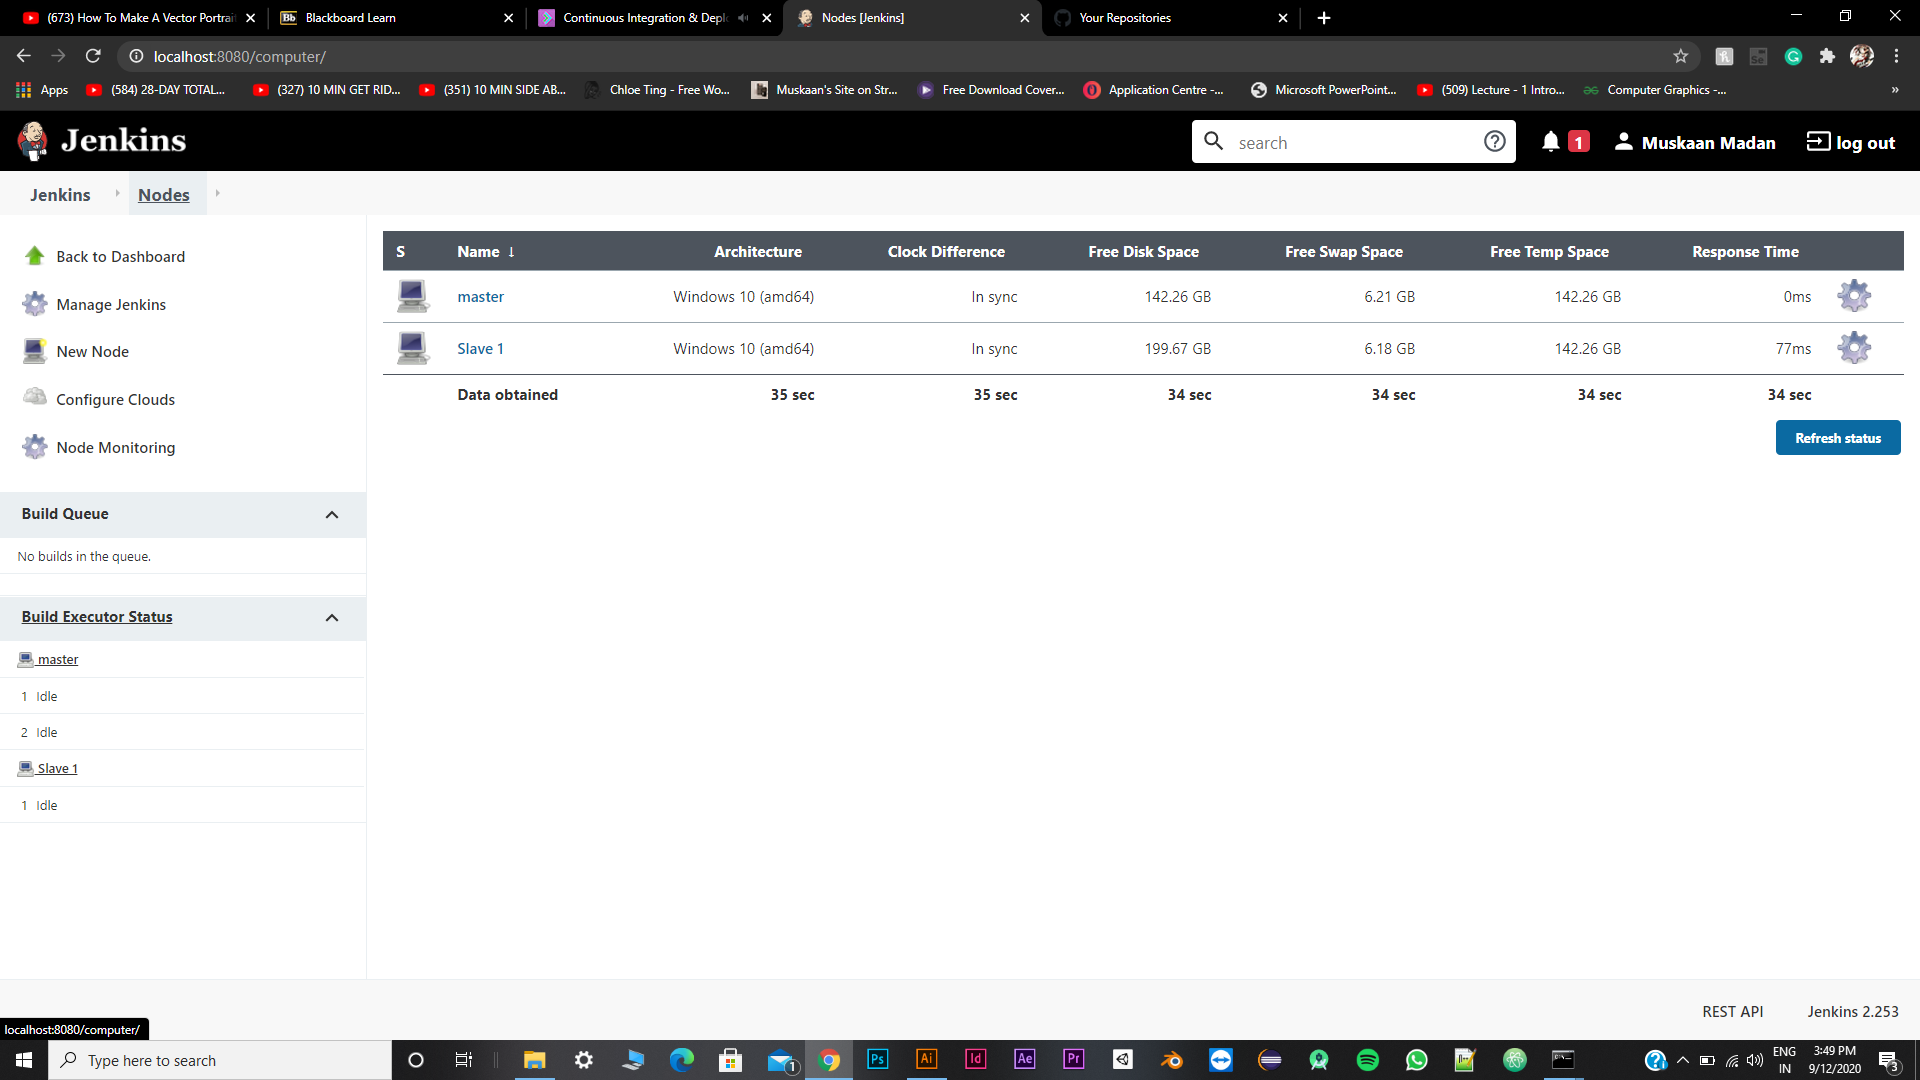 (673) How To Make A Vector Portrai
Blackboard Learn
Continuous Integration & Depl
Nodes [Jenkins]
Your Repositories
localhost:8080/computer/
Apps
(584) 28-DAY TOTAL...
(327) 10 MIN GET RID...
(351) 10 MIN SIDE AB...
Chloe Ting - Free Wo...
Muskaan's Site on Str...
Free Download Cover...
Application Centre -...
Microsoft PowerPoint...
(509) Lecture - 1 Intro...
Computer Graphics -...
»
Jenkins
search
1
Muskaan Madan
log out
Jenkins
Nodes
Back to Dashboard
Manage Jenkins
New Node
Configure Clouds
Node Monitoring
Build Queue
No builds in the queue.
Build Executor Status
master
1 Idle
2 Idle
Slave 1
1 Idle
S Name ↓ Architecture Clock Difference Free Disk Space Free Swap Space Free Temp Space Response Time
master Windows 10 (amd64) In sync 142.26 GB 6.21 GB 142.26 GB 0ms
Slave 1 Windows 10 (amd64) In sync 199.67 GB 6.18 GB 142.26 GB 77ms
Data obtained 35 sec 35 sec 34 sec 34 sec 34 sec 34 sec
Refresh status
REST API Jenkins 2.253
localhost:8080/computer/
Type here to search
1
Ps
Ai
Id
Ae
Pr
ENG
IN
3:49 PM
9/12/2020
3